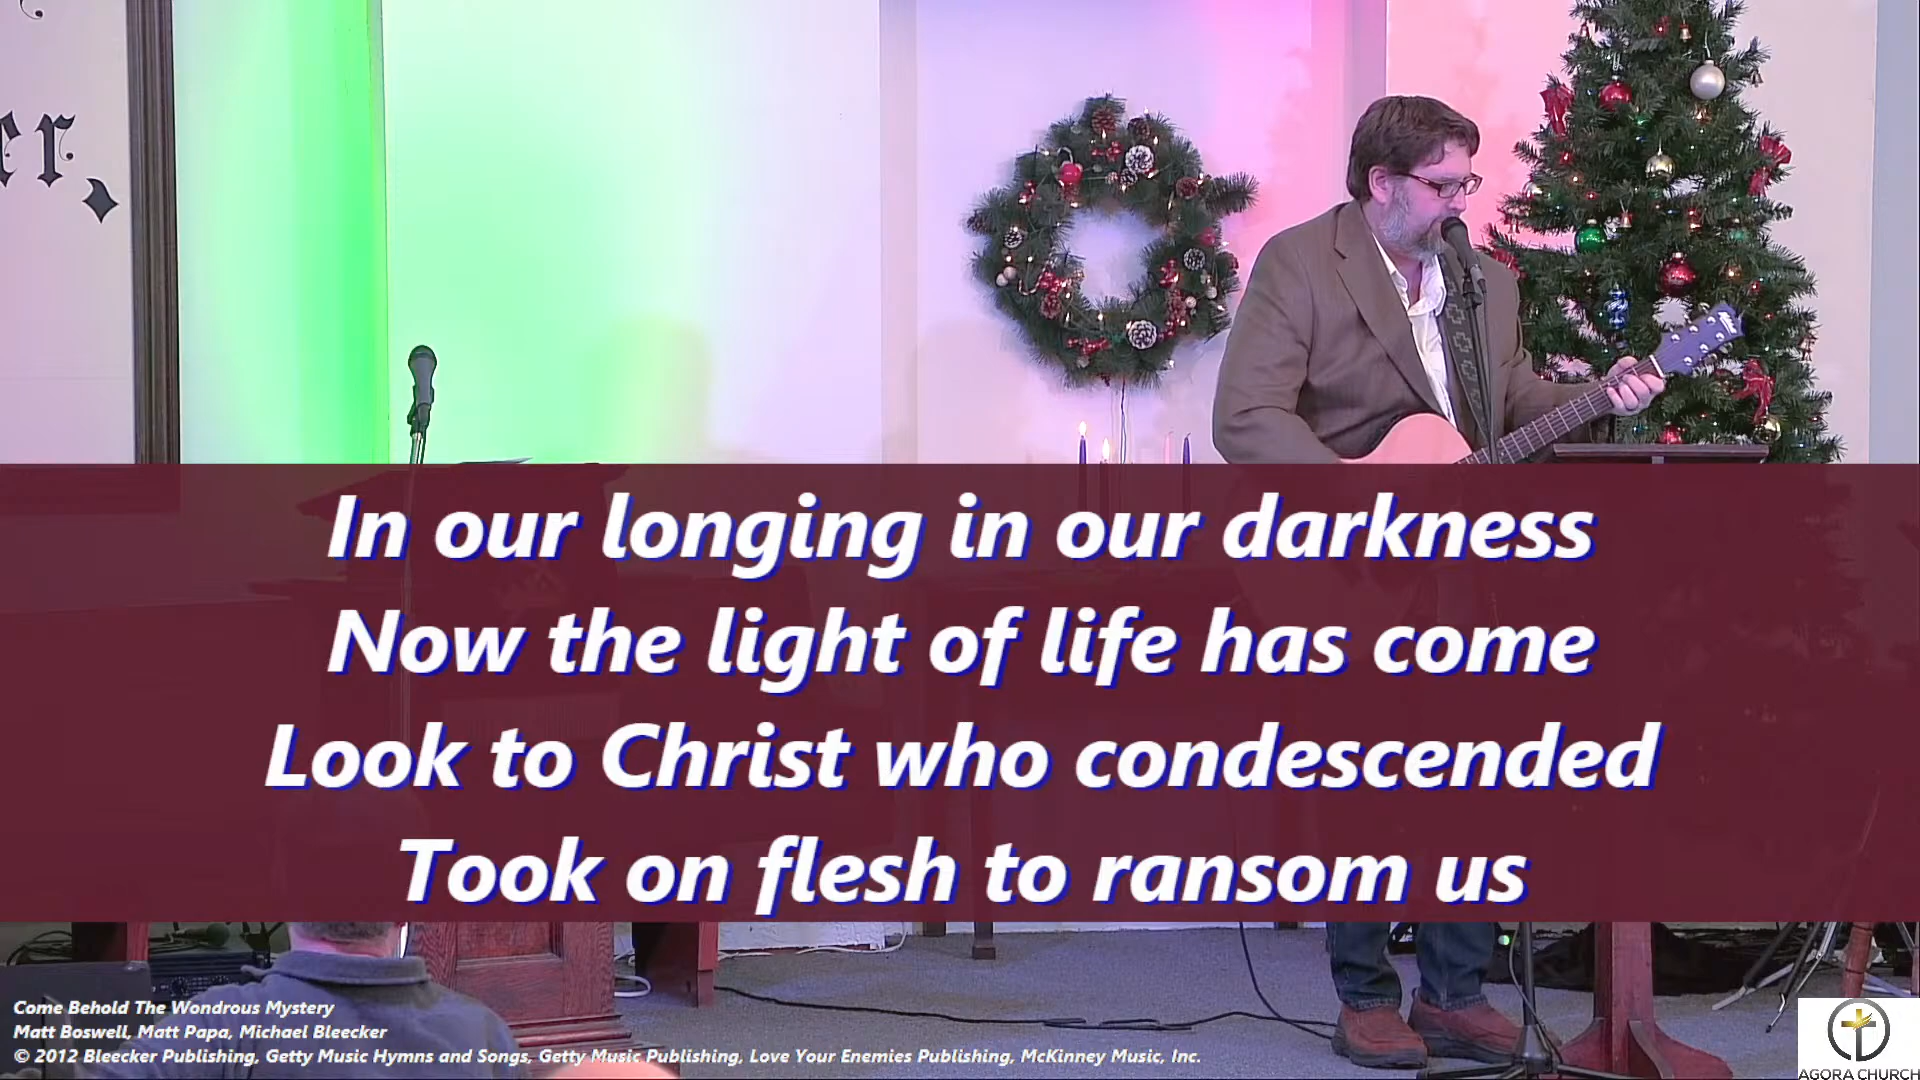 er.
In our longing in our darkness
Now the light of life has come
Look to Christ who condescended
Took on flesh to ransom us
Come Behold The Wondrous Mystery
Matt Boswell, Matt Papa, Michael Bleecker
© 2012 Bleecker Publishing, Getty Music Hymns and Songs, Getty Music Publishing, Love Your Enemies Publishing, McKinney Music, Inc.
AGORA CHURCH